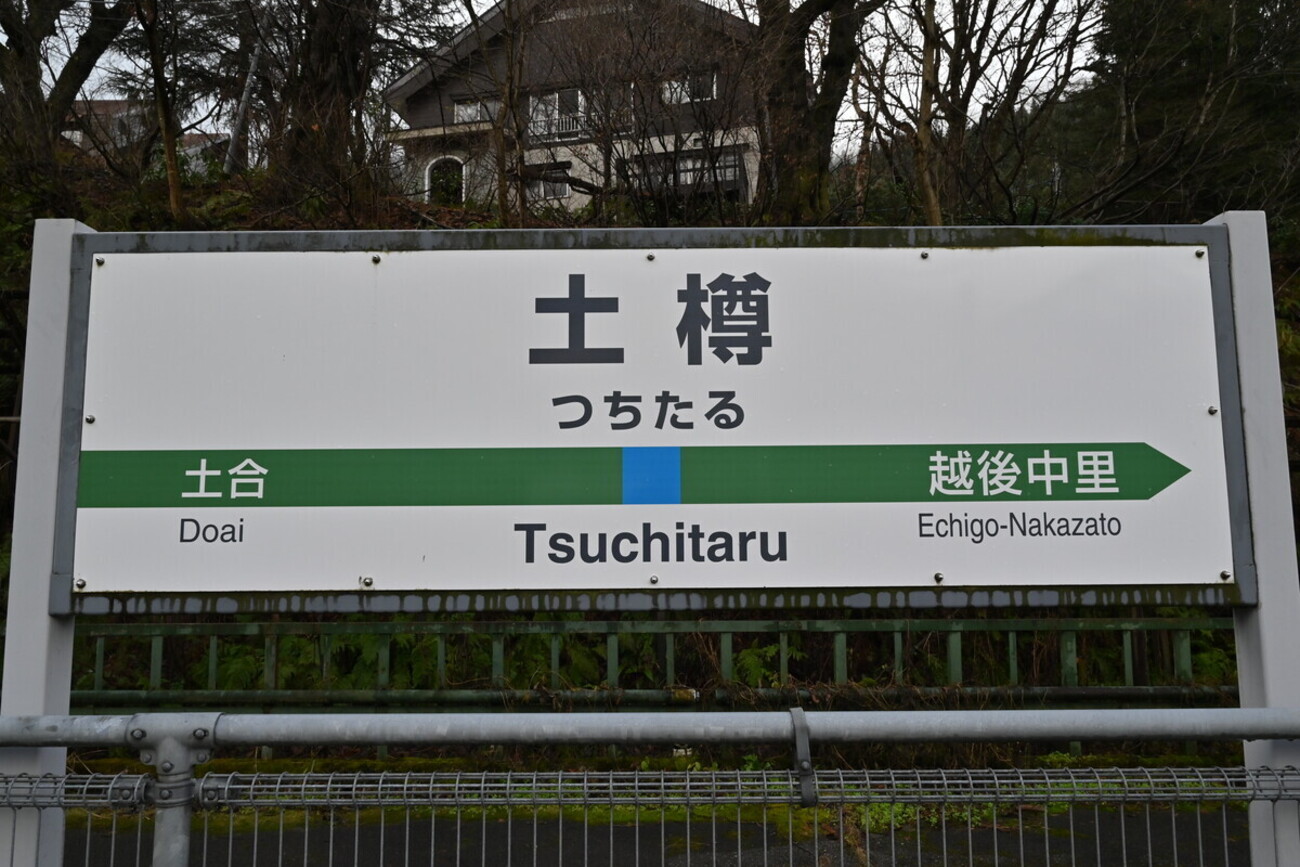 土樽
つちたる
土合 越後中里
Doai Tsuchitaru Echigo-Nakazato